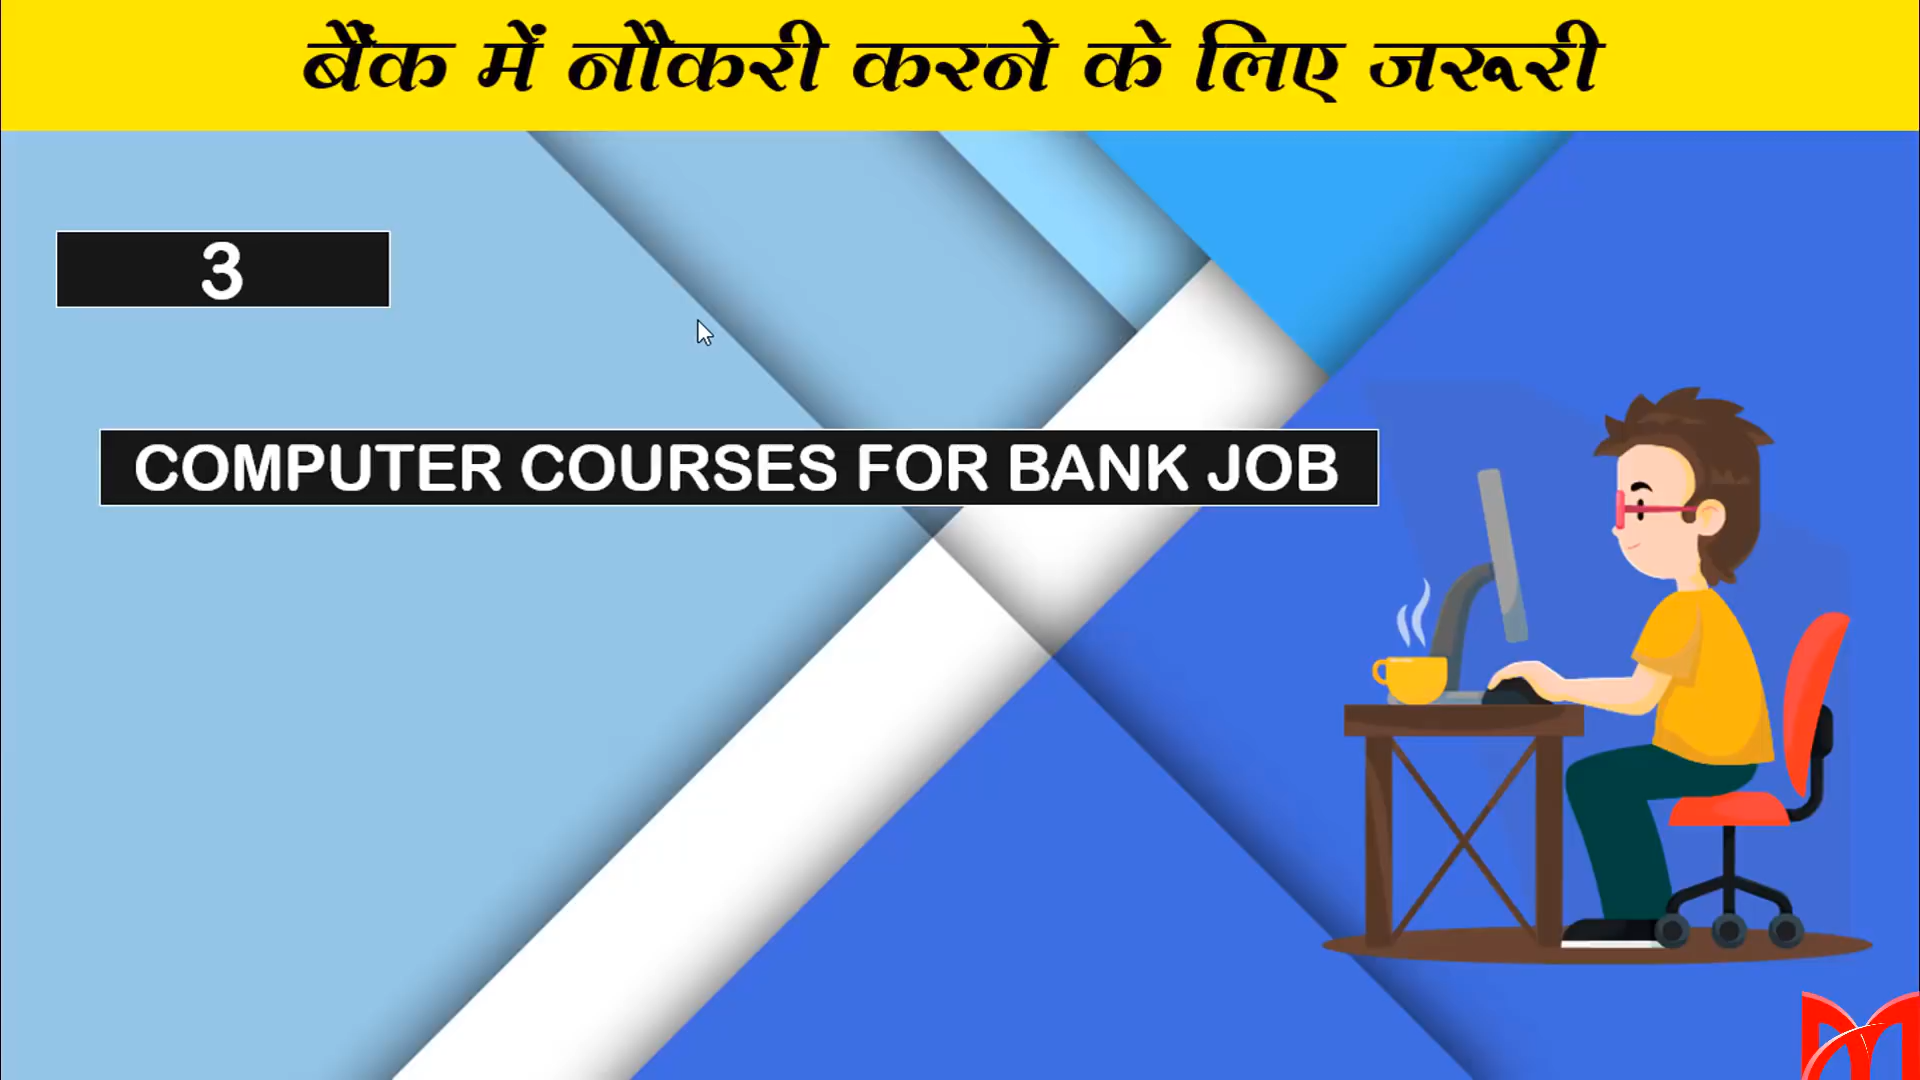 बैंक में नौकरी करने के लिए जरूरी
3
COMPUTER COURSES FOR BANK JOB